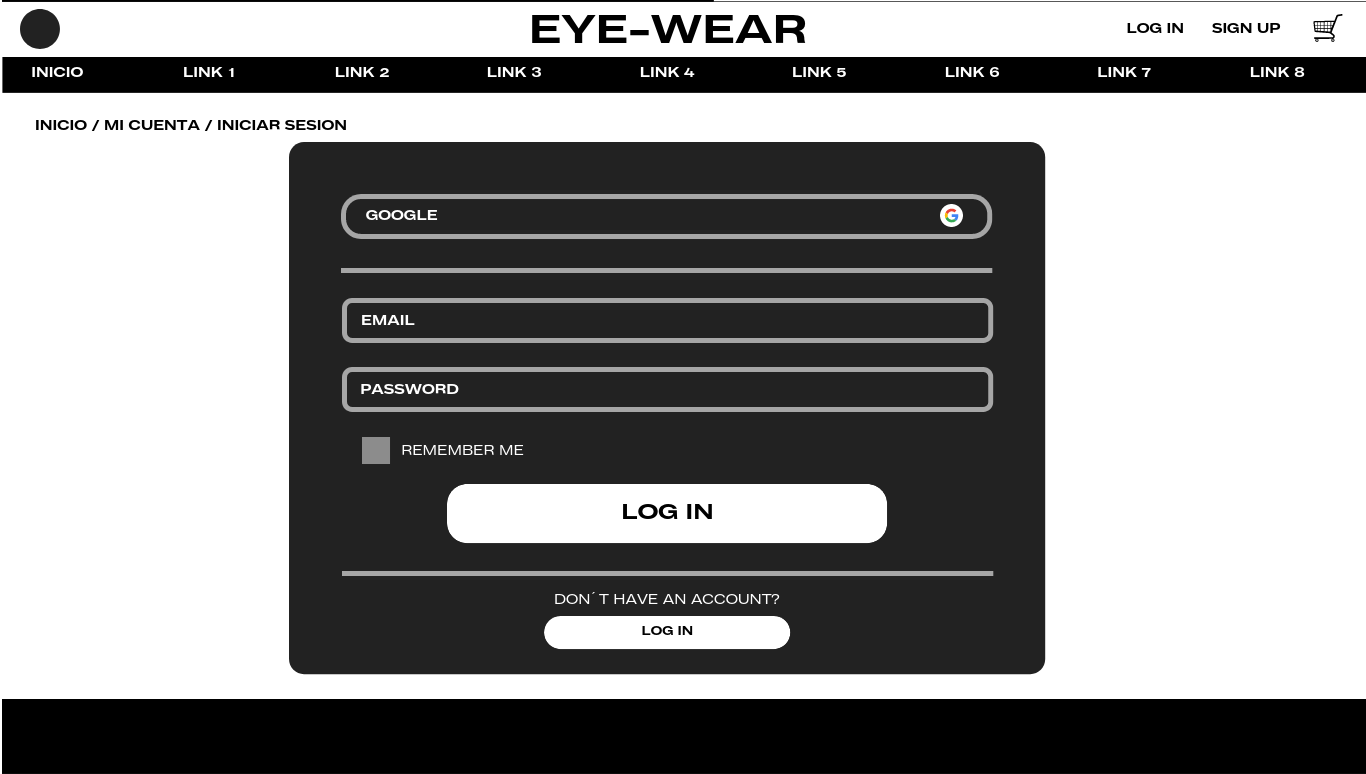 EYE-WEAR
LOG IN SIGN UP
INICIO LINK 1 LINK 2 LINK 3 LINK 4 LINK 5 LINK 6 LINK 7 LINK 8
INICIO / MI CUENTA / INICIAR SESION
GOOGLE
EMAIL
PASSWORD
REMEMBER ME
LOG IN
DON´T HAVE AN ACCOUNT?
LOG IN